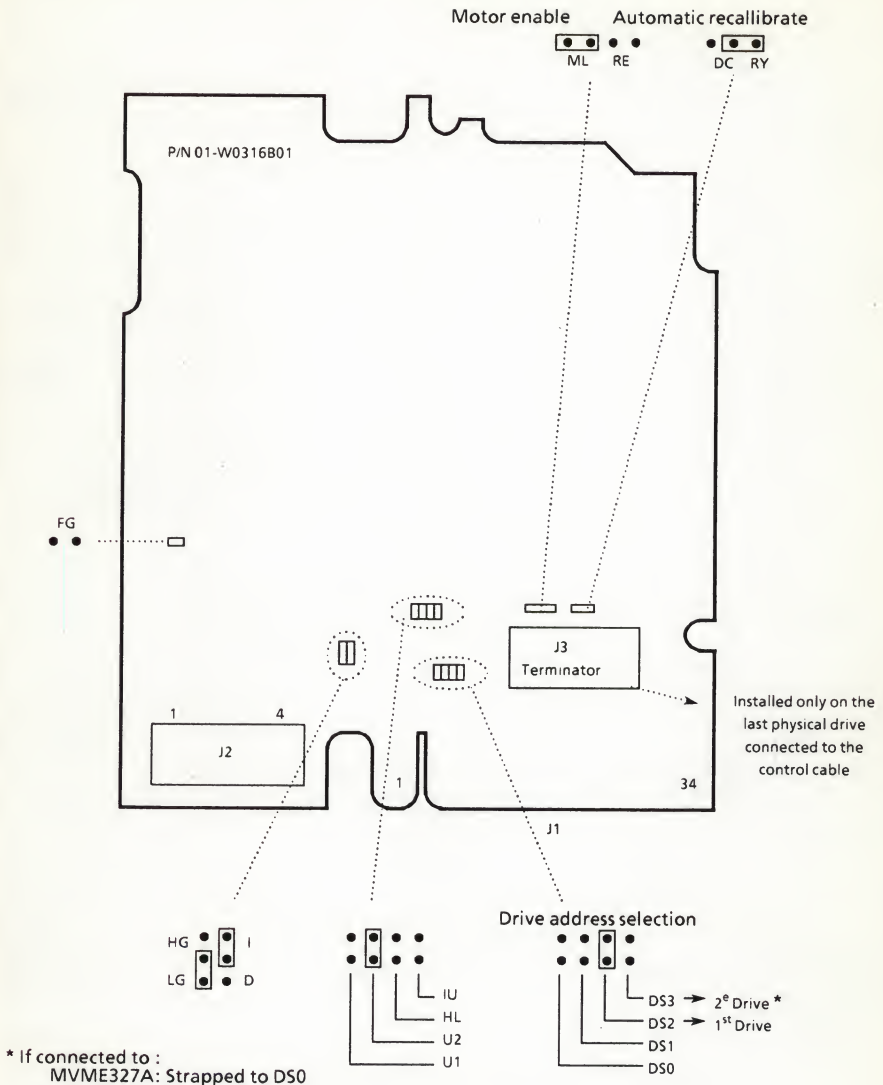 Motor enable Automatic recallibrate
ML RE DC RY
P/N 01-W0316B01
FG
J3
Terminator
Installed only on the
last physical drive
connected to the
control cable
1 4
J2
1
34
J1
Drive address selection
HG I
LG D
IU
HL
U2
U1
DS3 → 2e Drive *
DS2 → 1st Drive
DS1
DS0
* If connected to :
MVME327A: Strapped to DS0